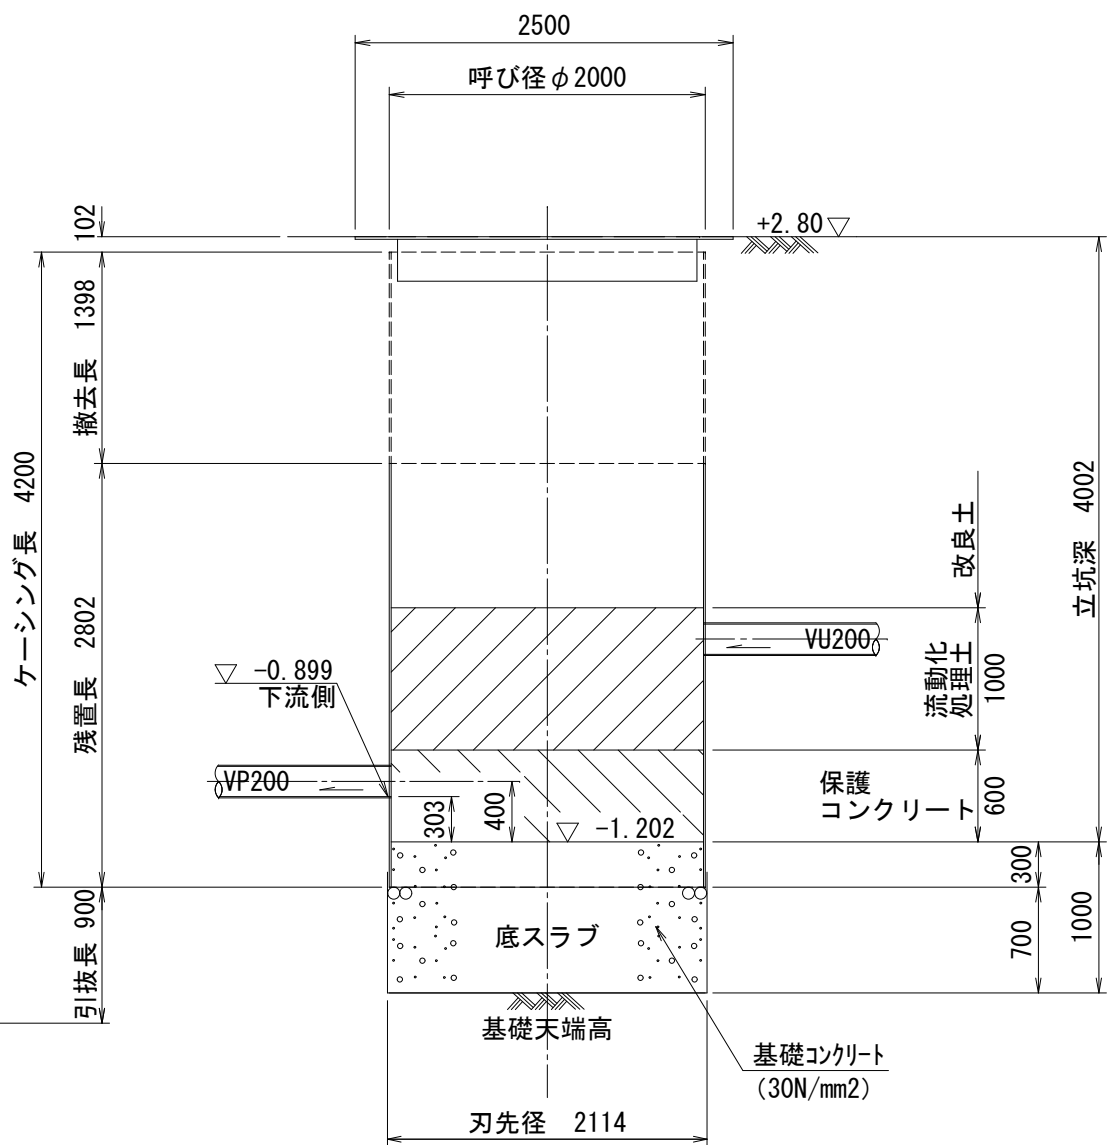 2500
呼び径φ2000
102
+2.80
ケーシング長 4200
撤去長 1398
残置長 2802
引抜長 900
立坑深 4002
改良土
流動化
処理土
1000
VU200
-0.899
下流側
VP200
303
400
-1.202
保護
コンクリート
600
300
700
1000
底スラブ
基礎天端高
基礎コンクリート
(30N/mm2)
刃先径 2114